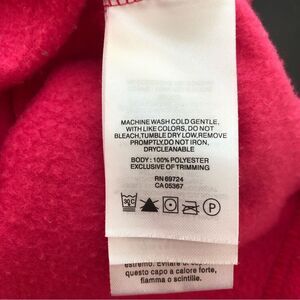 MACHINE WASH COLD GENTLE,
WITH LIKE COLORS, DO NOT
BLEACH,TUMBLE DRY LOW,REMOVE
PROMPTLY,DO NOT IRON,
DRYCLEANABLE
BODY: 100% POLYESTER
EXCLUSIVE OF TRIMMING
RN 69724
CA 05367
30C
P
estremo. Evitare di
questo capo a calore forte,
fiamma o scintille.